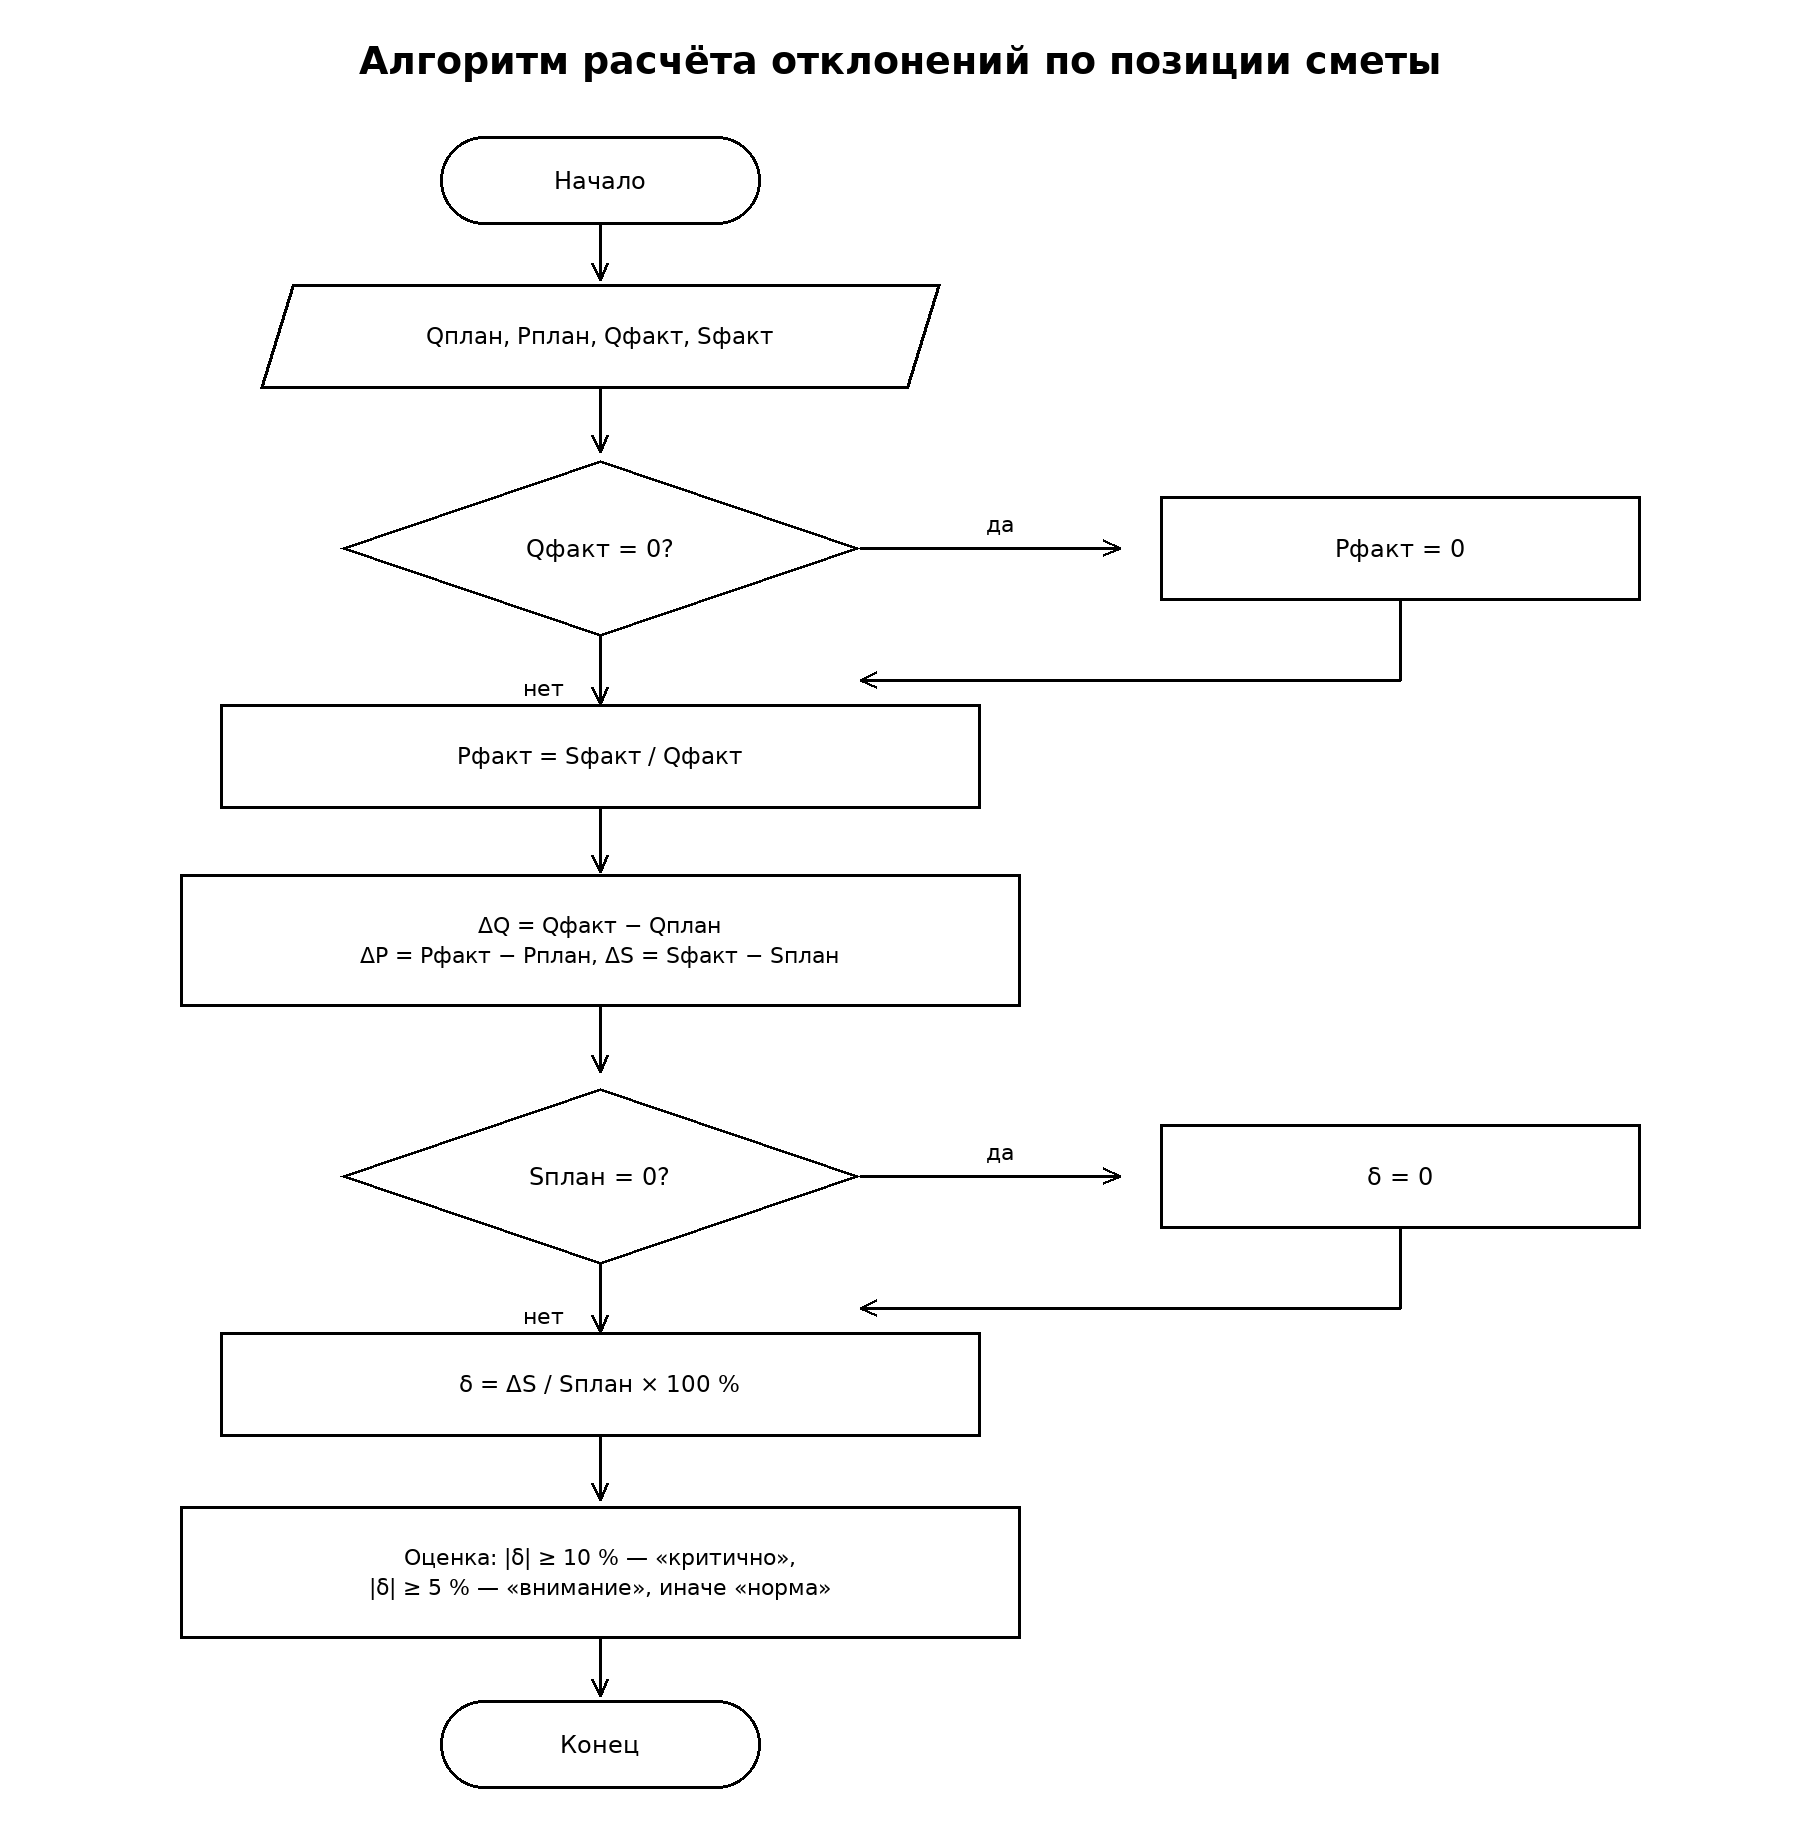 Алгоритм расчёта отклонений по позиции сметы
Начало
Qплан, Pплан, Qфакт, Sфакт
Qфакт = 0?
да
Pфакт = 0
нет
Pфакт = Sфакт / Qфакт
ΔQ = Qфакт − Qплан
ΔP = Pфакт − Pплан, ΔS = Sфакт − Sплан
Sплан = 0?
да
δ = 0
нет
δ = ΔS / Sплан × 100 %
Оценка: |δ| ≥ 10 % — «критично»,
|δ| ≥ 5 % — «внимание», иначе «норма»
Конец